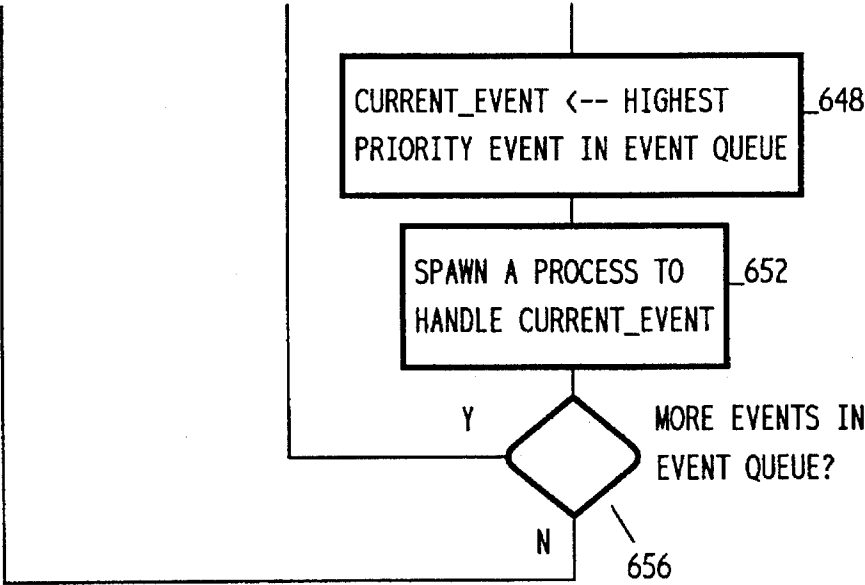 CURRENT_EVENT <-- HIGHEST
PRIORITY EVENT IN EVENT QUEUE
648
SPAWN A PROCESS TO
HANDLE CURRENT_EVENT
652
Y
MORE EVENTS IN
EVENT QUEUE?
N
656